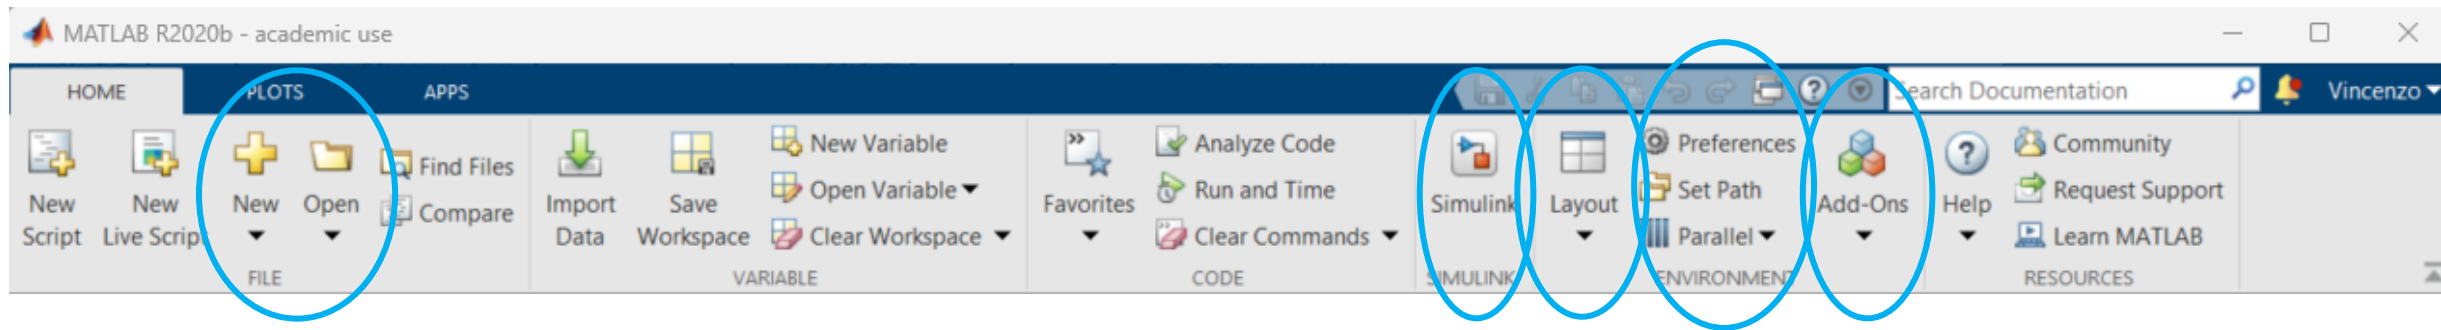 MATLAB R2020b - academic use
HOME PLOTS APPS Search Documentation Vincenzo
New Script
New Live Script
New
Open
Find Files
Compare
FILE
Import Data
Save Workspace
New Variable
Open Variable
Clear Workspace
VARIABLE
Favorites
Analyze Code
Run and Time
Clear Commands
CODE
Simulink
SIMULINK
Layout
Preferences
Set Path
Parallel
Add-Ons
ENVIRONMENT
Help
Community
Request Support
Learn MATLAB
RESOURCES